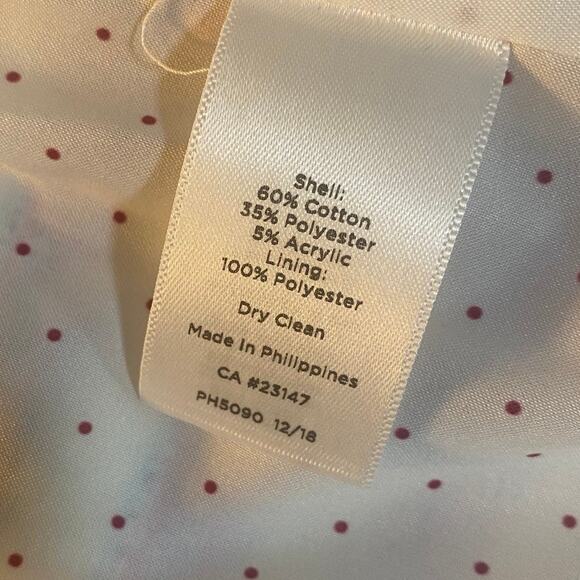 Shell:
60% Cotton
35% Polyester
5% Acrylic
Lining:
100% Polyester
Dry Clean
Made In Philippines
CA #23147
PH5090 12/18